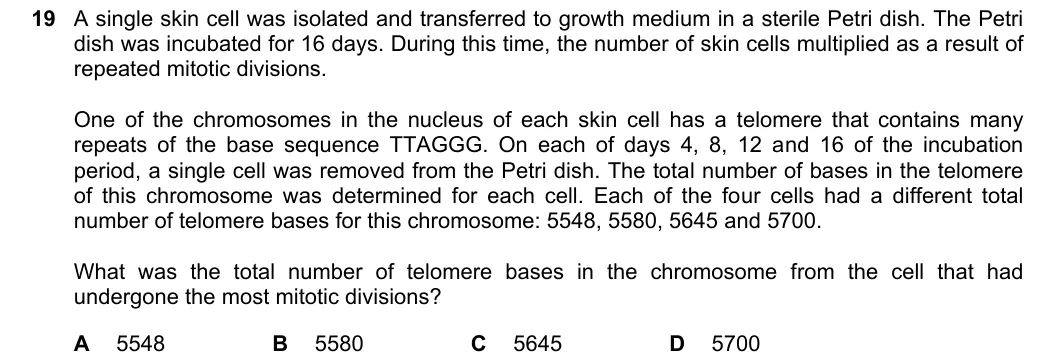 19 A single skin cell was isolated and transferred to growth medium in a sterile Petri dish. The Petri
dish was incubated for 16 days. During this time, the number of skin cells multiplied as a result of
repeated mitotic divisions.
One of the chromosomes in the nucleus of each skin cell has a telomere that contains many
repeats of the base sequence TTAGGG. On each of days 4, 8, 12 and 16 of the incubation
period, a single cell was removed from the Petri dish. The total number of bases in the telomere
of this chromosome was determined for each cell. Each of the four cells had a different total
number of telomere bases for this chromosome: 5548, 5580, 5645 and 5700.
What was the total number of telomere bases in the chromosome from the cell that had
undergone the most mitotic divisions?
A 5548 B 5580 C 5645 D 5700